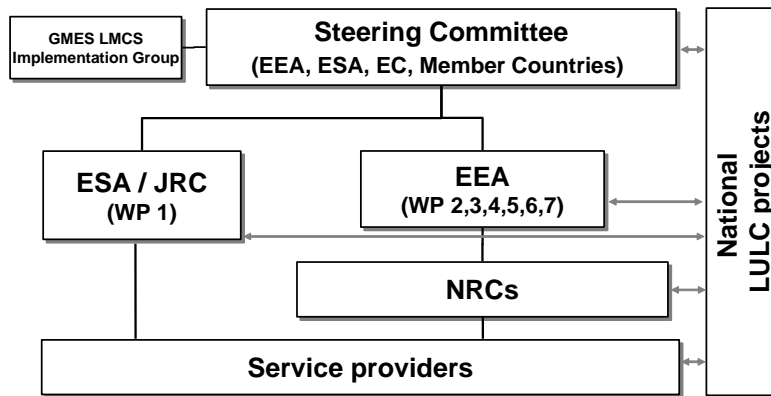 GMES LMCS
Implementation Group
Steering Committee
(EEA, ESA, EC, Member Countries)
ESA / JRC
(WP 1)
EEA
(WP 2,3,4,5,6,7)
NRCs
Service providers
National
LULC projects